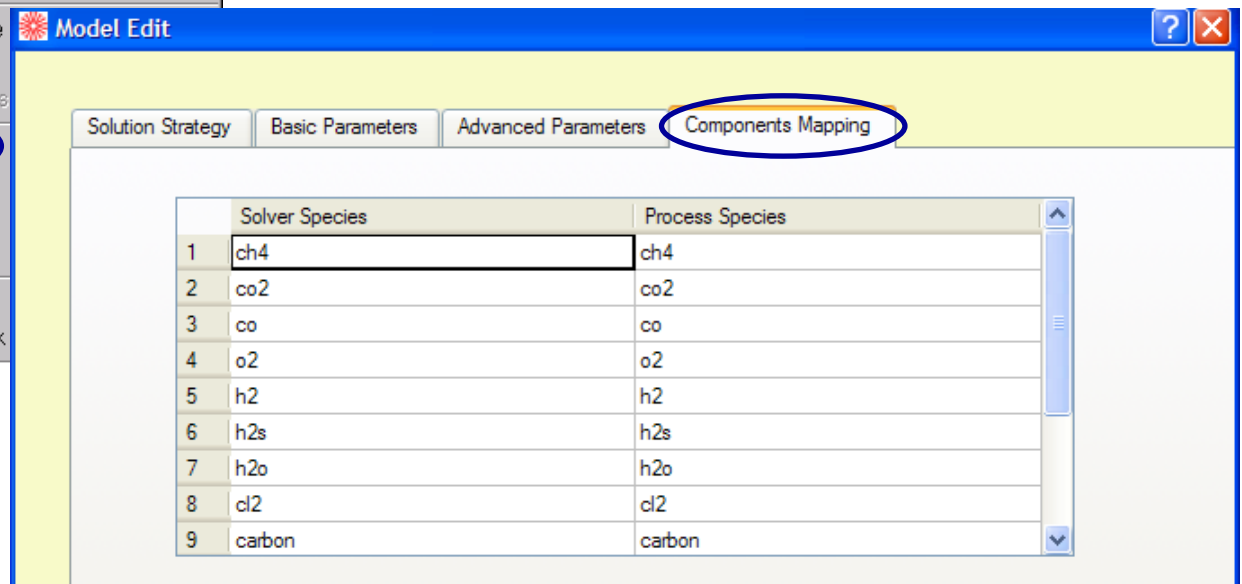 e
Model Edit
?
s
Solution Strategy Basic Parameters Advanced Parameters Components Mapping
Solver Species Process Species
1 ch4 ch4
2 co2 co2
3 co co
4 o2 o2
5 h2 h2
k
6 h2s h2s
7 h2o h2o
8 cl2 cl2
9 carbon carbon